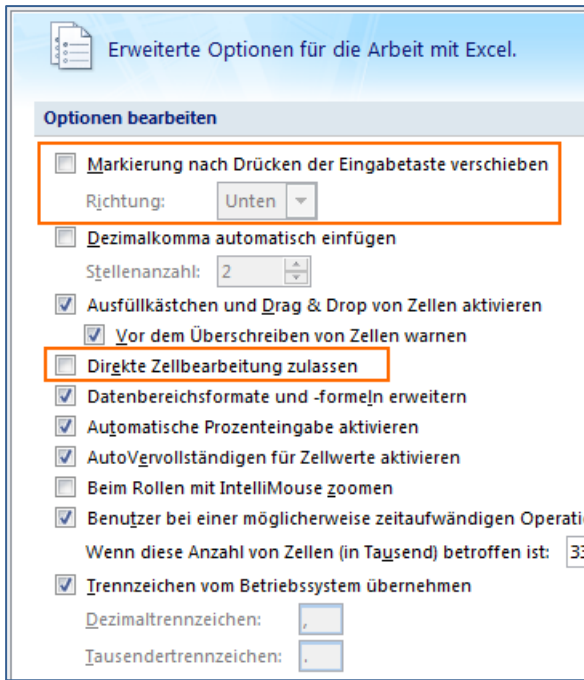 Erweiterte Optionen für die Arbeit mit Excel.
Optionen bearbeiten
Markierung nach Drücken der Eingabetaste verschieben
Richtung: Unten
Dezimalkomma automatisch einfügen
Stellenanzahl: 2
Ausfüllkästchen und Drag & Drop von Zellen aktivieren
Vor dem Überschreiben von Zellen warnen
Direkte Zellbearbeitung zulassen
Datenbereichsformate und -formeln erweitern
Automatische Prozenteingabe aktivieren
AutoVervollständigen für Zellwerte aktivieren
Beim Rollen mit IntelliMouse zoomen
Benutzer bei einer möglicherweise zeitaufwändigen Operati
Wenn diese Anzahl von Zellen (in Tausend) betroffen ist: 33
Trennzeichen vom Betriebssystem übernehmen
Dezimaltrennzeichen: ,
Tausendertrennzeichen: .